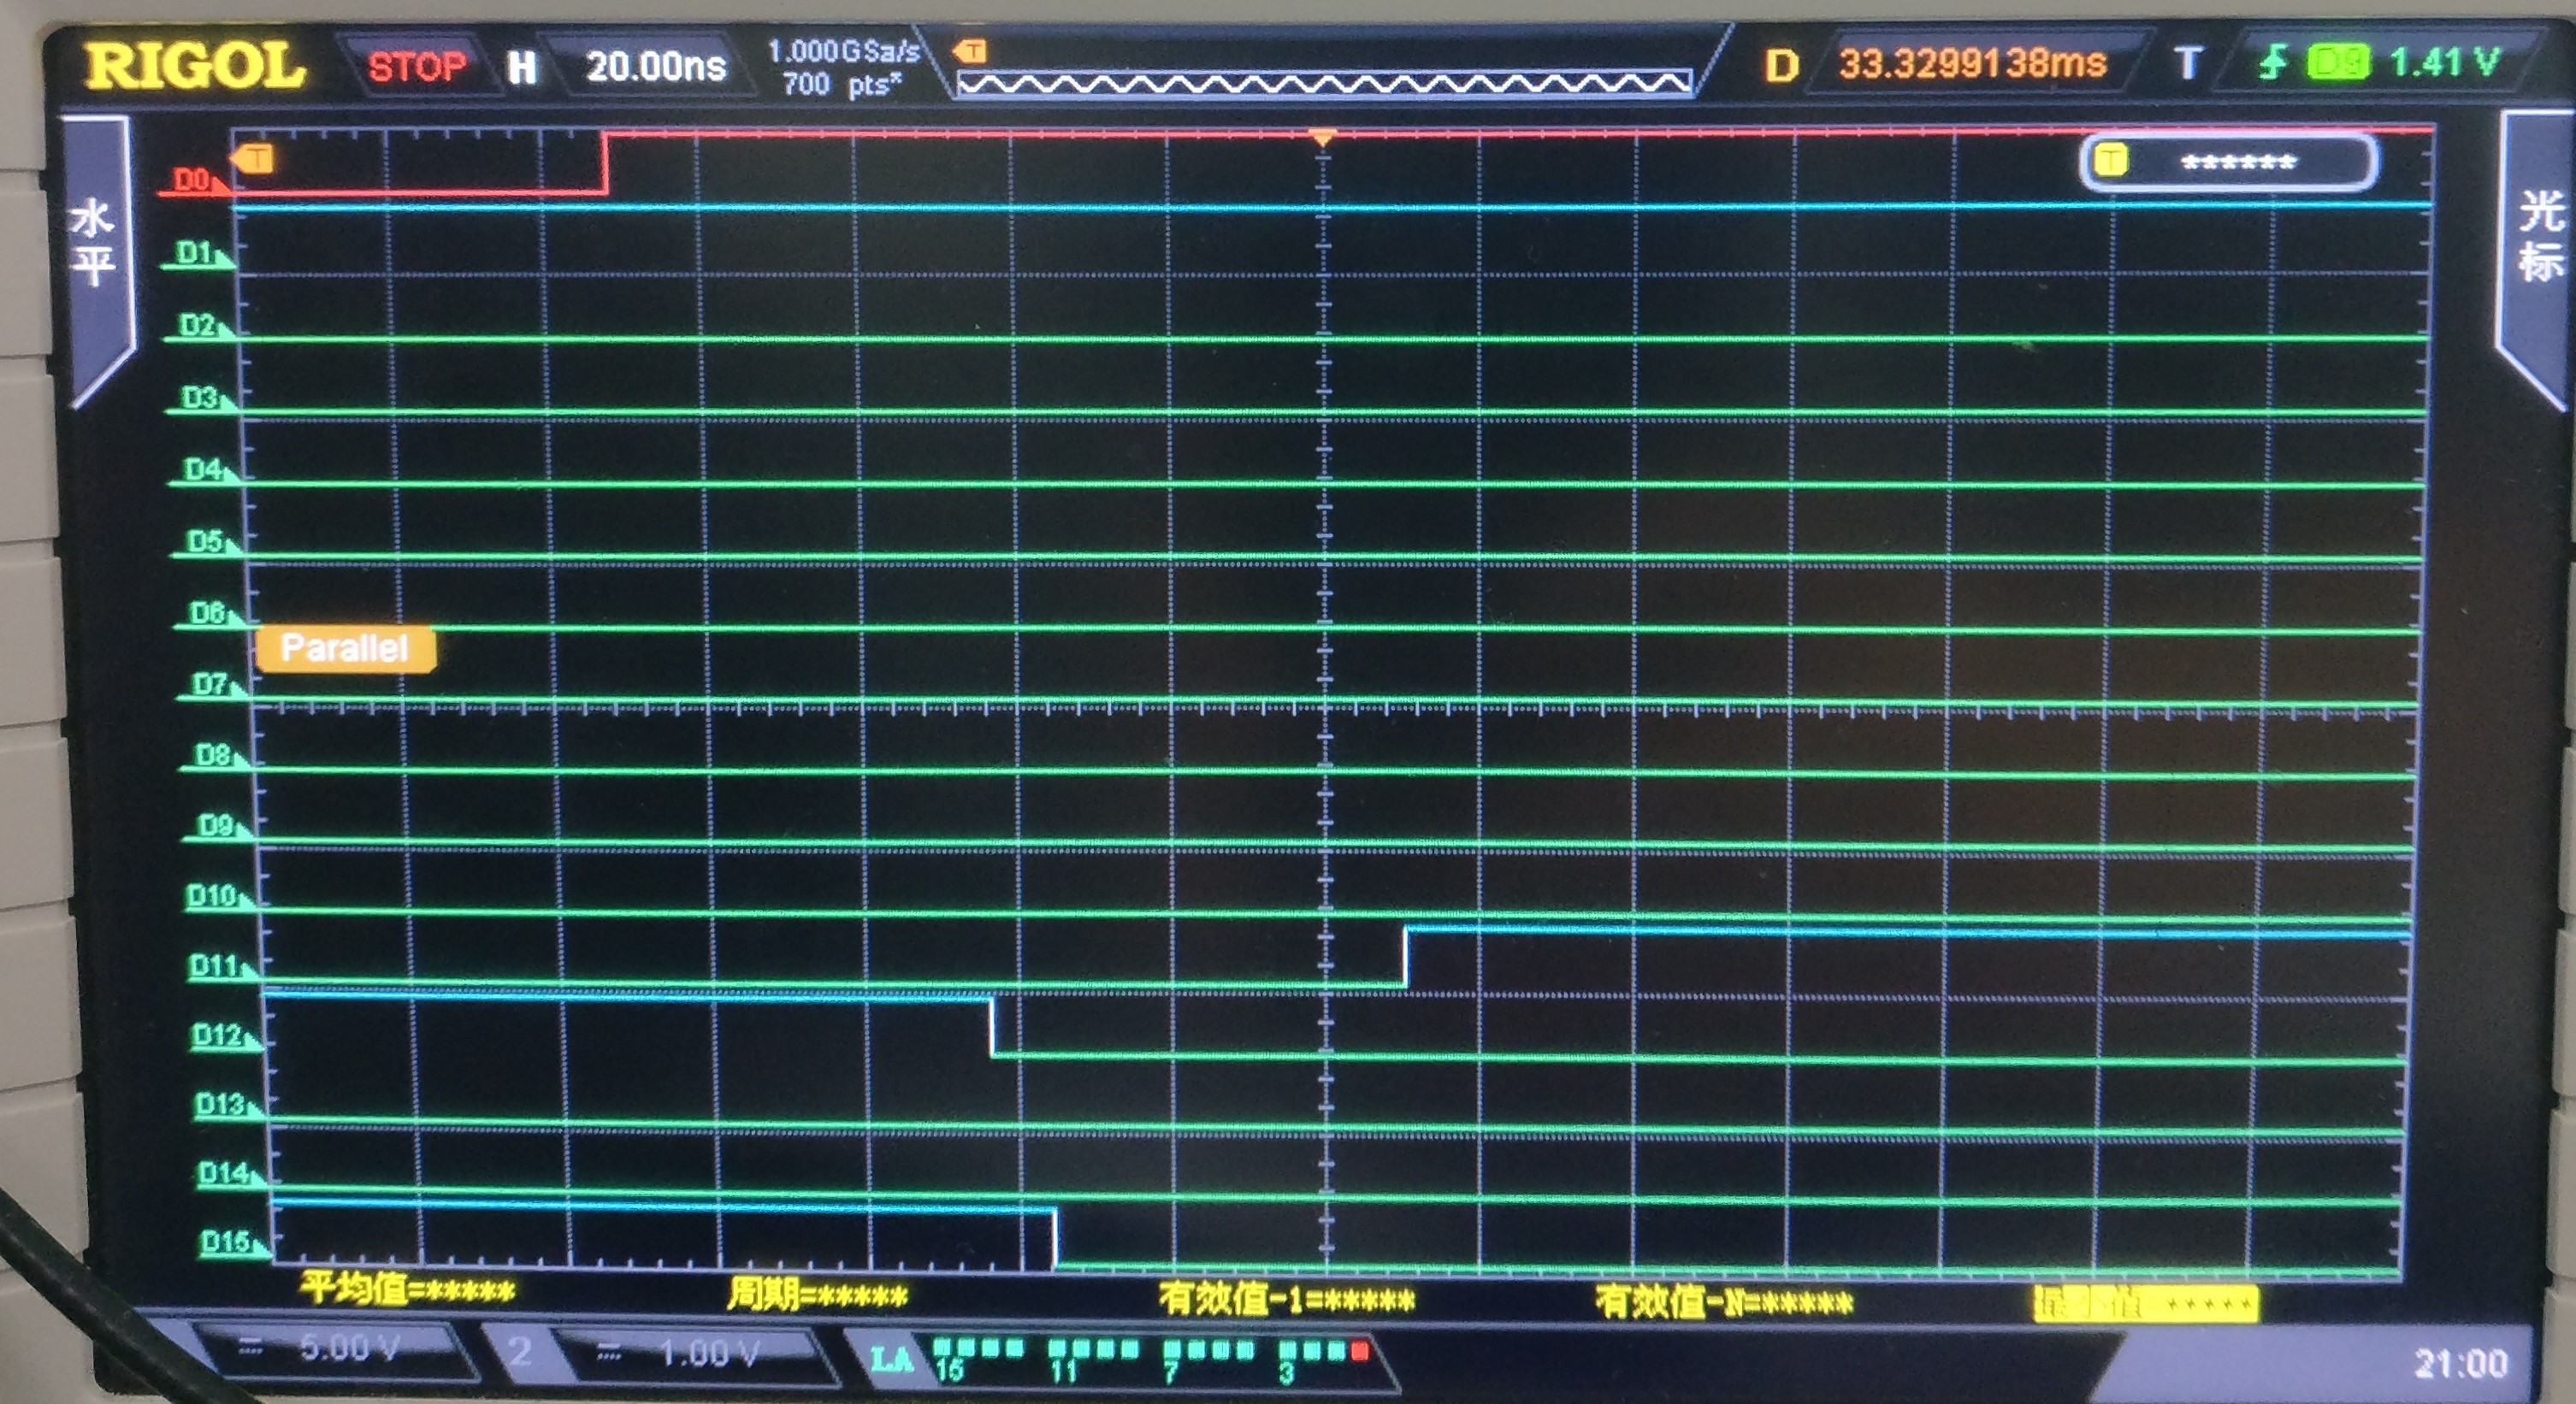 RIGOL STOP H 20.00ns 1.000GSa/s D 33.3299138ms T 1.41 V
700 pts*
T T ******
水平
光标
D0
D1
D2
D3
D4
D5
D6
Parallel
D7
D8
D9
D10
D11
D12
D13
D14
D15
平均值=***** 周期=***** 有效值-1=***** 有效值-N=*****
5.00 V 2 1.00 V LA 15 11 7 3 21:00